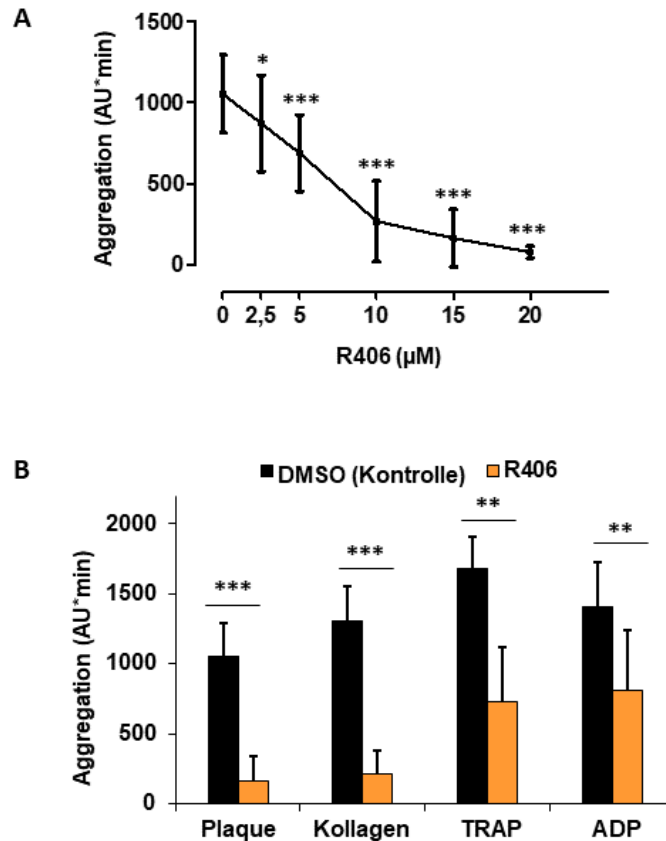 A
Aggregation (AU*min)
1500
1000
500
0
*
***
***
***
***
0 2,5 5 10 15 20
R406 (µM)
B
DMSO (Kontrolle) R406
Aggregation (AU*min)
2000
1500
1000
500
0
***
***
**
**
Plaque Kollagen TRAP ADP